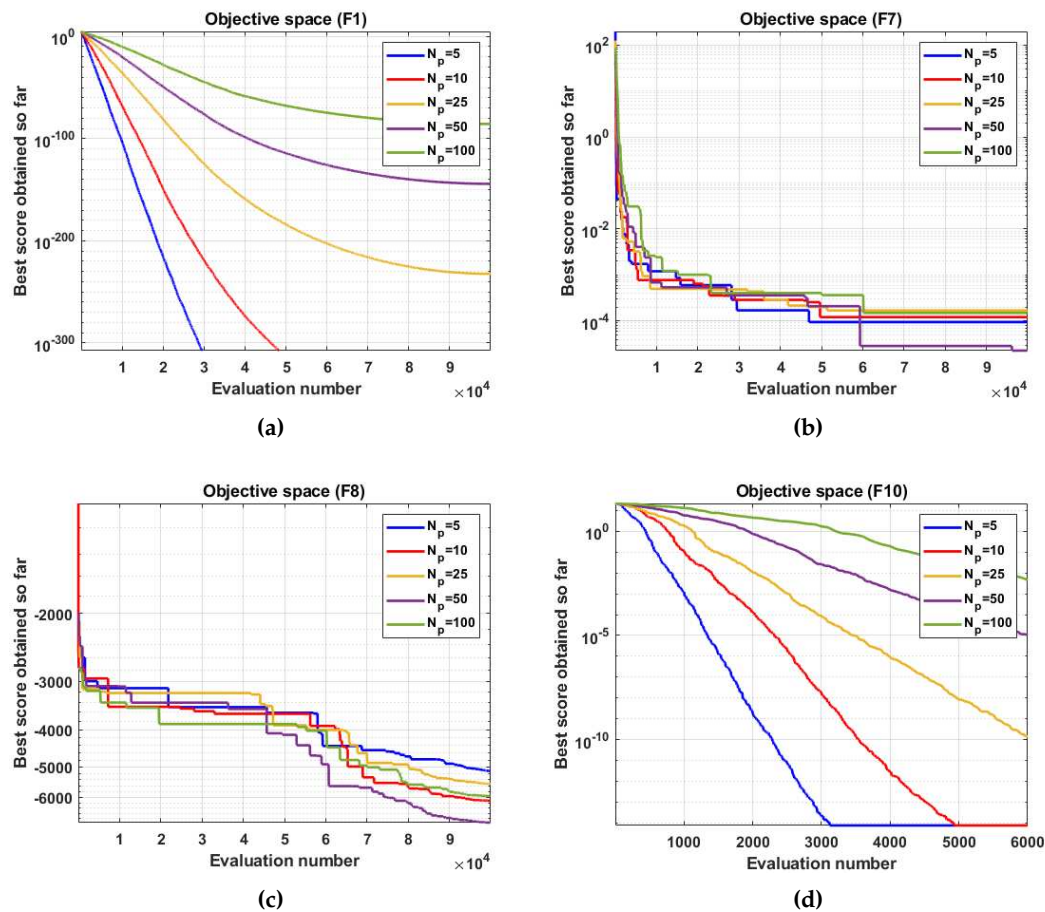 Objective space (F1)
Best score obtained so far
10^0
10^-100
10^-200
10^-300
N_p=5
N_p=10
N_p=25
N_p=50
N_p=100
1 2 3 4 5 6 7 8 9
Evaluation number ×10^4
(a)
Objective space (F7)
Best score obtained so far
10^2
10^0
10^-2
10^-4
N_p=5
N_p=10
N_p=25
N_p=50
N_p=100
1 2 3 4 5 6 7 8 9
Evaluation number ×10^4
(b)
Objective space (F8)
Best score obtained so far
-2000
-3000
-4000
-5000
-6000
N_p=5
N_p=10
N_p=25
N_p=50
N_p=100
1 2 3 4 5 6 7 8 9
Evaluation number ×10^4
(c)
Objective space (F10)
Best score obtained so far
10^0
10^-5
10^-10
N_p=5
N_p=10
N_p=25
N_p=50
N_p=100
1000 2000 3000 4000 5000 6000
Evaluation number
(d)